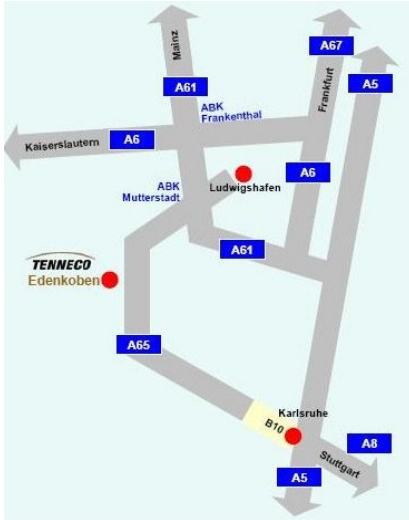 A67
Mainz
A5
A61
ABK
Frankenthal
Frankfurt
A6
Kaiserslautern
A6
ABK
Mutterstadt
Ludwigshafen
A61
TENNECO
Edenkoben
A65
Karlsruhe
B10
A8
Stuttgart
A5